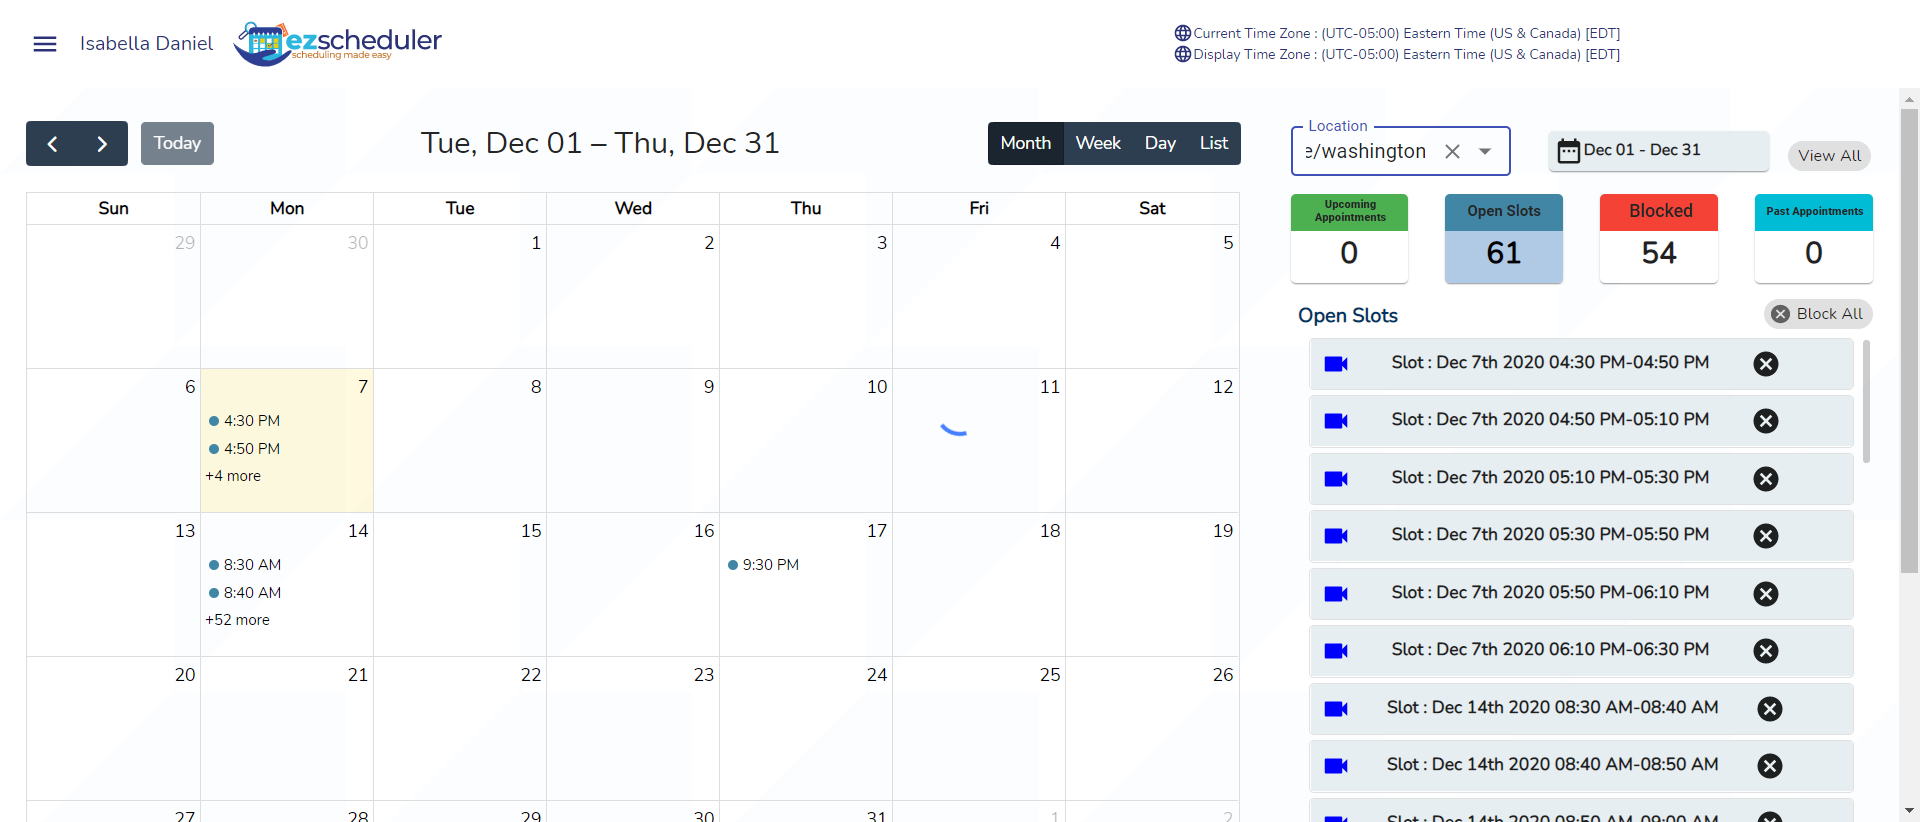 Isabella Daniel
ezscheduler
scheduling made easy
Current Time Zone : (UTC-05:00) Eastern Time (US & Canada) [EDT]
Display Time Zone : (UTC-05:00) Eastern Time (US & Canada) [EDT]
Today
Tue, Dec 01 – Thu, Dec 31
Month Week Day List
Location
e/washington
Dec 01 - Dec 31
View All
Sun Mon Tue Wed Thu Fri Sat
29 30 1 2 3 4 5
6 7 8 9 10 11 12
4:30 PM
4:50 PM
+4 more
13 14 15 16 17 18 19
8:30 AM
8:40 AM
+52 more
9:30 PM
20 21 22 23 24 25 26
27 28 29 30 31 1 2
Upcoming
Appointments
0
Open Slots
61
Blocked
54
Past Appointments
0
Open Slots
Block All
Slot : Dec 7th 2020 04:30 PM-04:50 PM
Slot : Dec 7th 2020 04:50 PM-05:10 PM
Slot : Dec 7th 2020 05:10 PM-05:30 PM
Slot : Dec 7th 2020 05:30 PM-05:50 PM
Slot : Dec 7th 2020 05:50 PM-06:10 PM
Slot : Dec 7th 2020 06:10 PM-06:30 PM
Slot : Dec 14th 2020 08:30 AM-08:40 AM
Slot : Dec 14th 2020 08:40 AM-08:50 AM
Slot : Dec 14th 2020 08:50 AM-09:00 AM